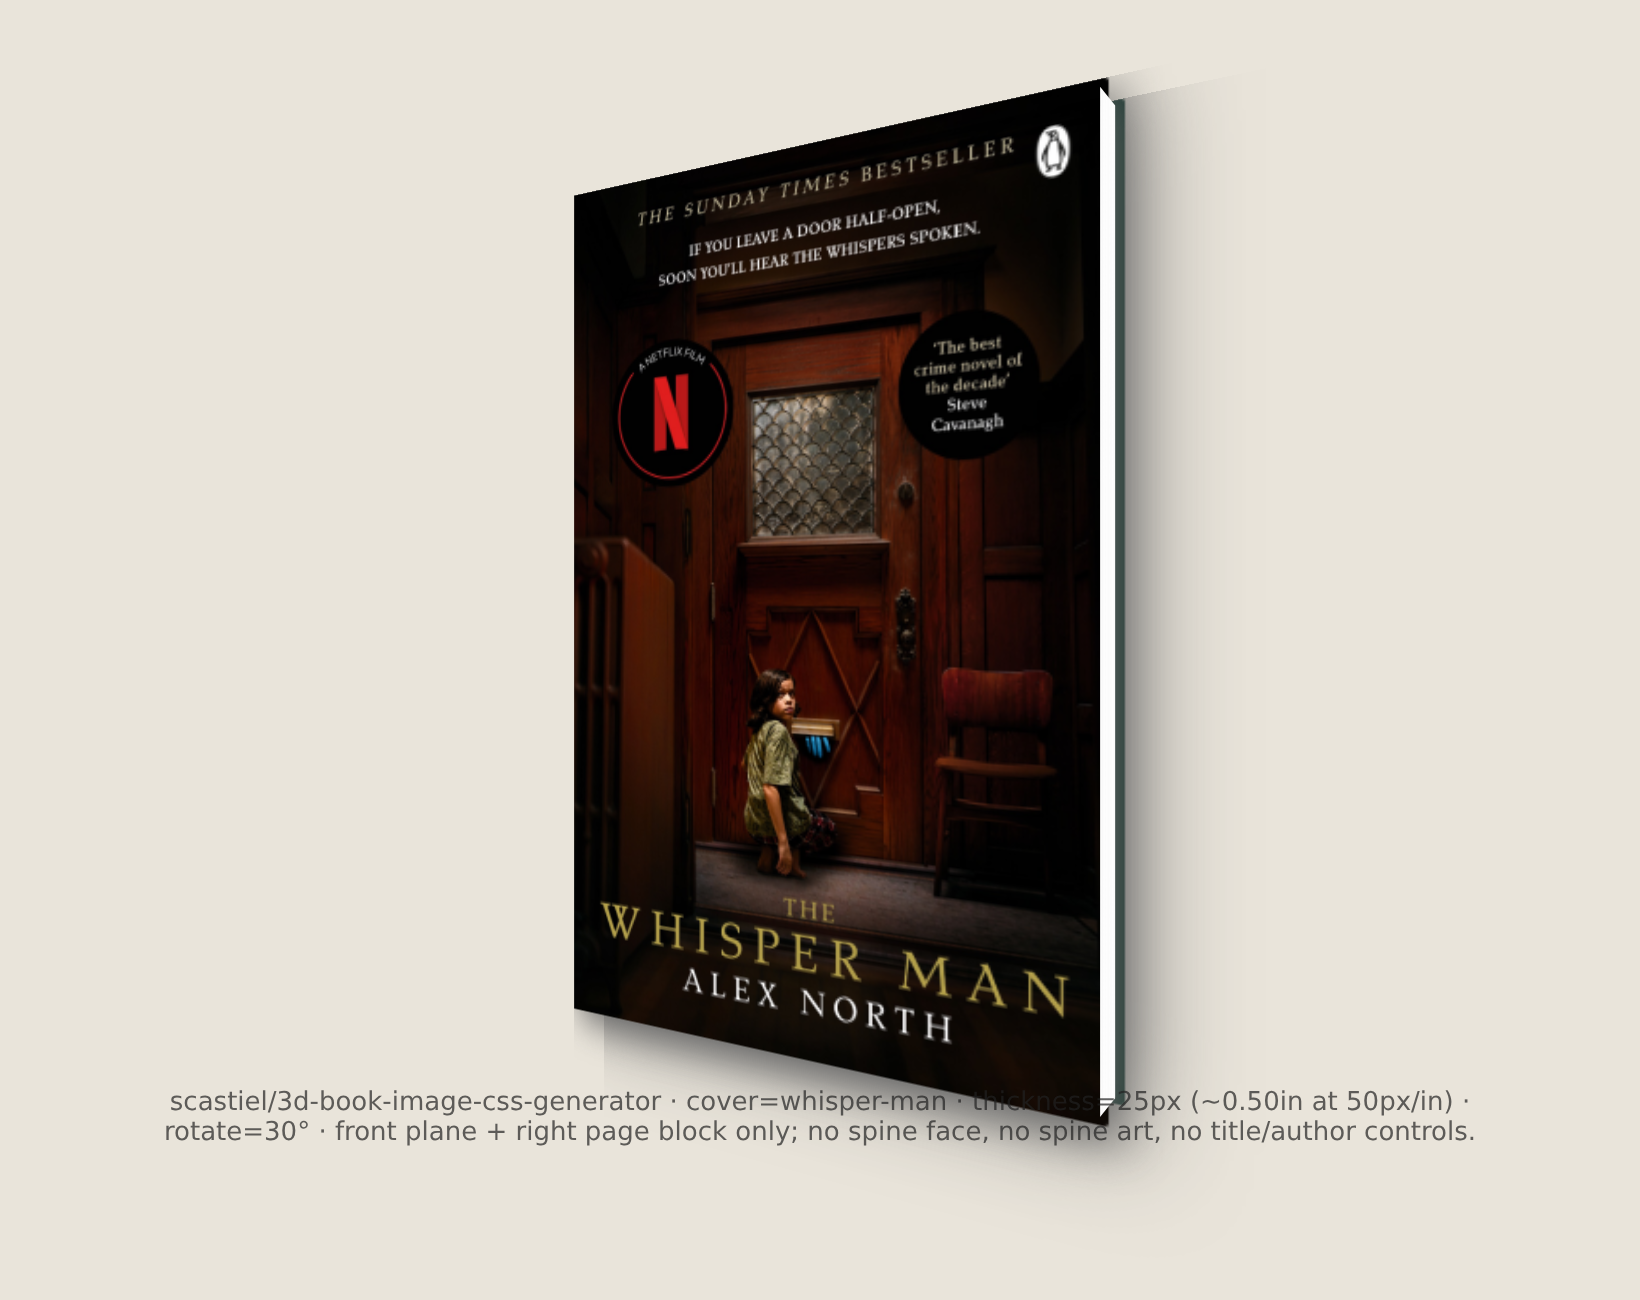 THE SUNDAY TIMES BESTSELLER
IF YOU LEAVE A DOOR HALF-OPEN,
SOON YOU'LL HEAR THE WHISPERS SPOKEN.
A NETFLIX FILM
N
'The best
crime novel of
the decade'
Steve
Cavanagh
THE
WHISPER MAN
ALEX NORTH
scastiel/3d-book-image-css-generator · cover=whisper-man · thickness=25px (~0.50in at 50px/in) ·
rotate=30° · front plane + right page block only; no spine face, no spine art, no title/author controls.